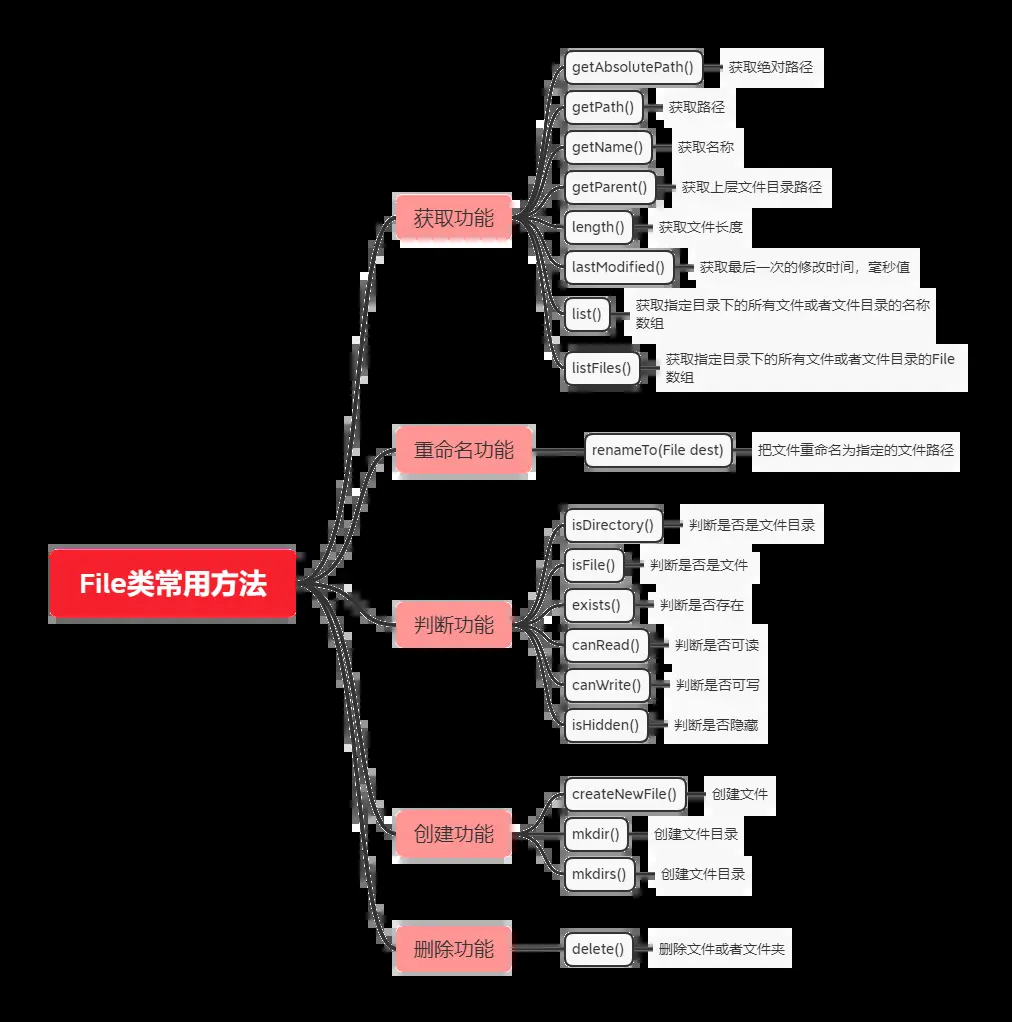 File类常用方法
获取功能
getAbsolutePath()
获取绝对路径
getPath()
获取路径
getName()
获取名称
getParent()
获取上层文件目录路径
length()
获取文件长度
lastModified()
获取最后一次的修改时间，毫秒值
list()
获取指定目录下的所有文件或者文件目录的名称
数组
listFiles()
获取指定目录下的所有文件或者文件目录的File
数组
重命名功能
renameTo(File dest)
把文件重命名为指定的文件路径
判断功能
isDirectory()
判断是否是文件目录
isFile()
判断是否是文件
exists()
判断是否存在
canRead()
判断是否可读
canWrite()
判断是否可写
isHidden()
判断是否隐藏
创建功能
createNewFile()
创建文件
mkdir()
创建文件目录
mkdirs()
创建文件目录
删除功能
delete()
删除文件或者文件夹